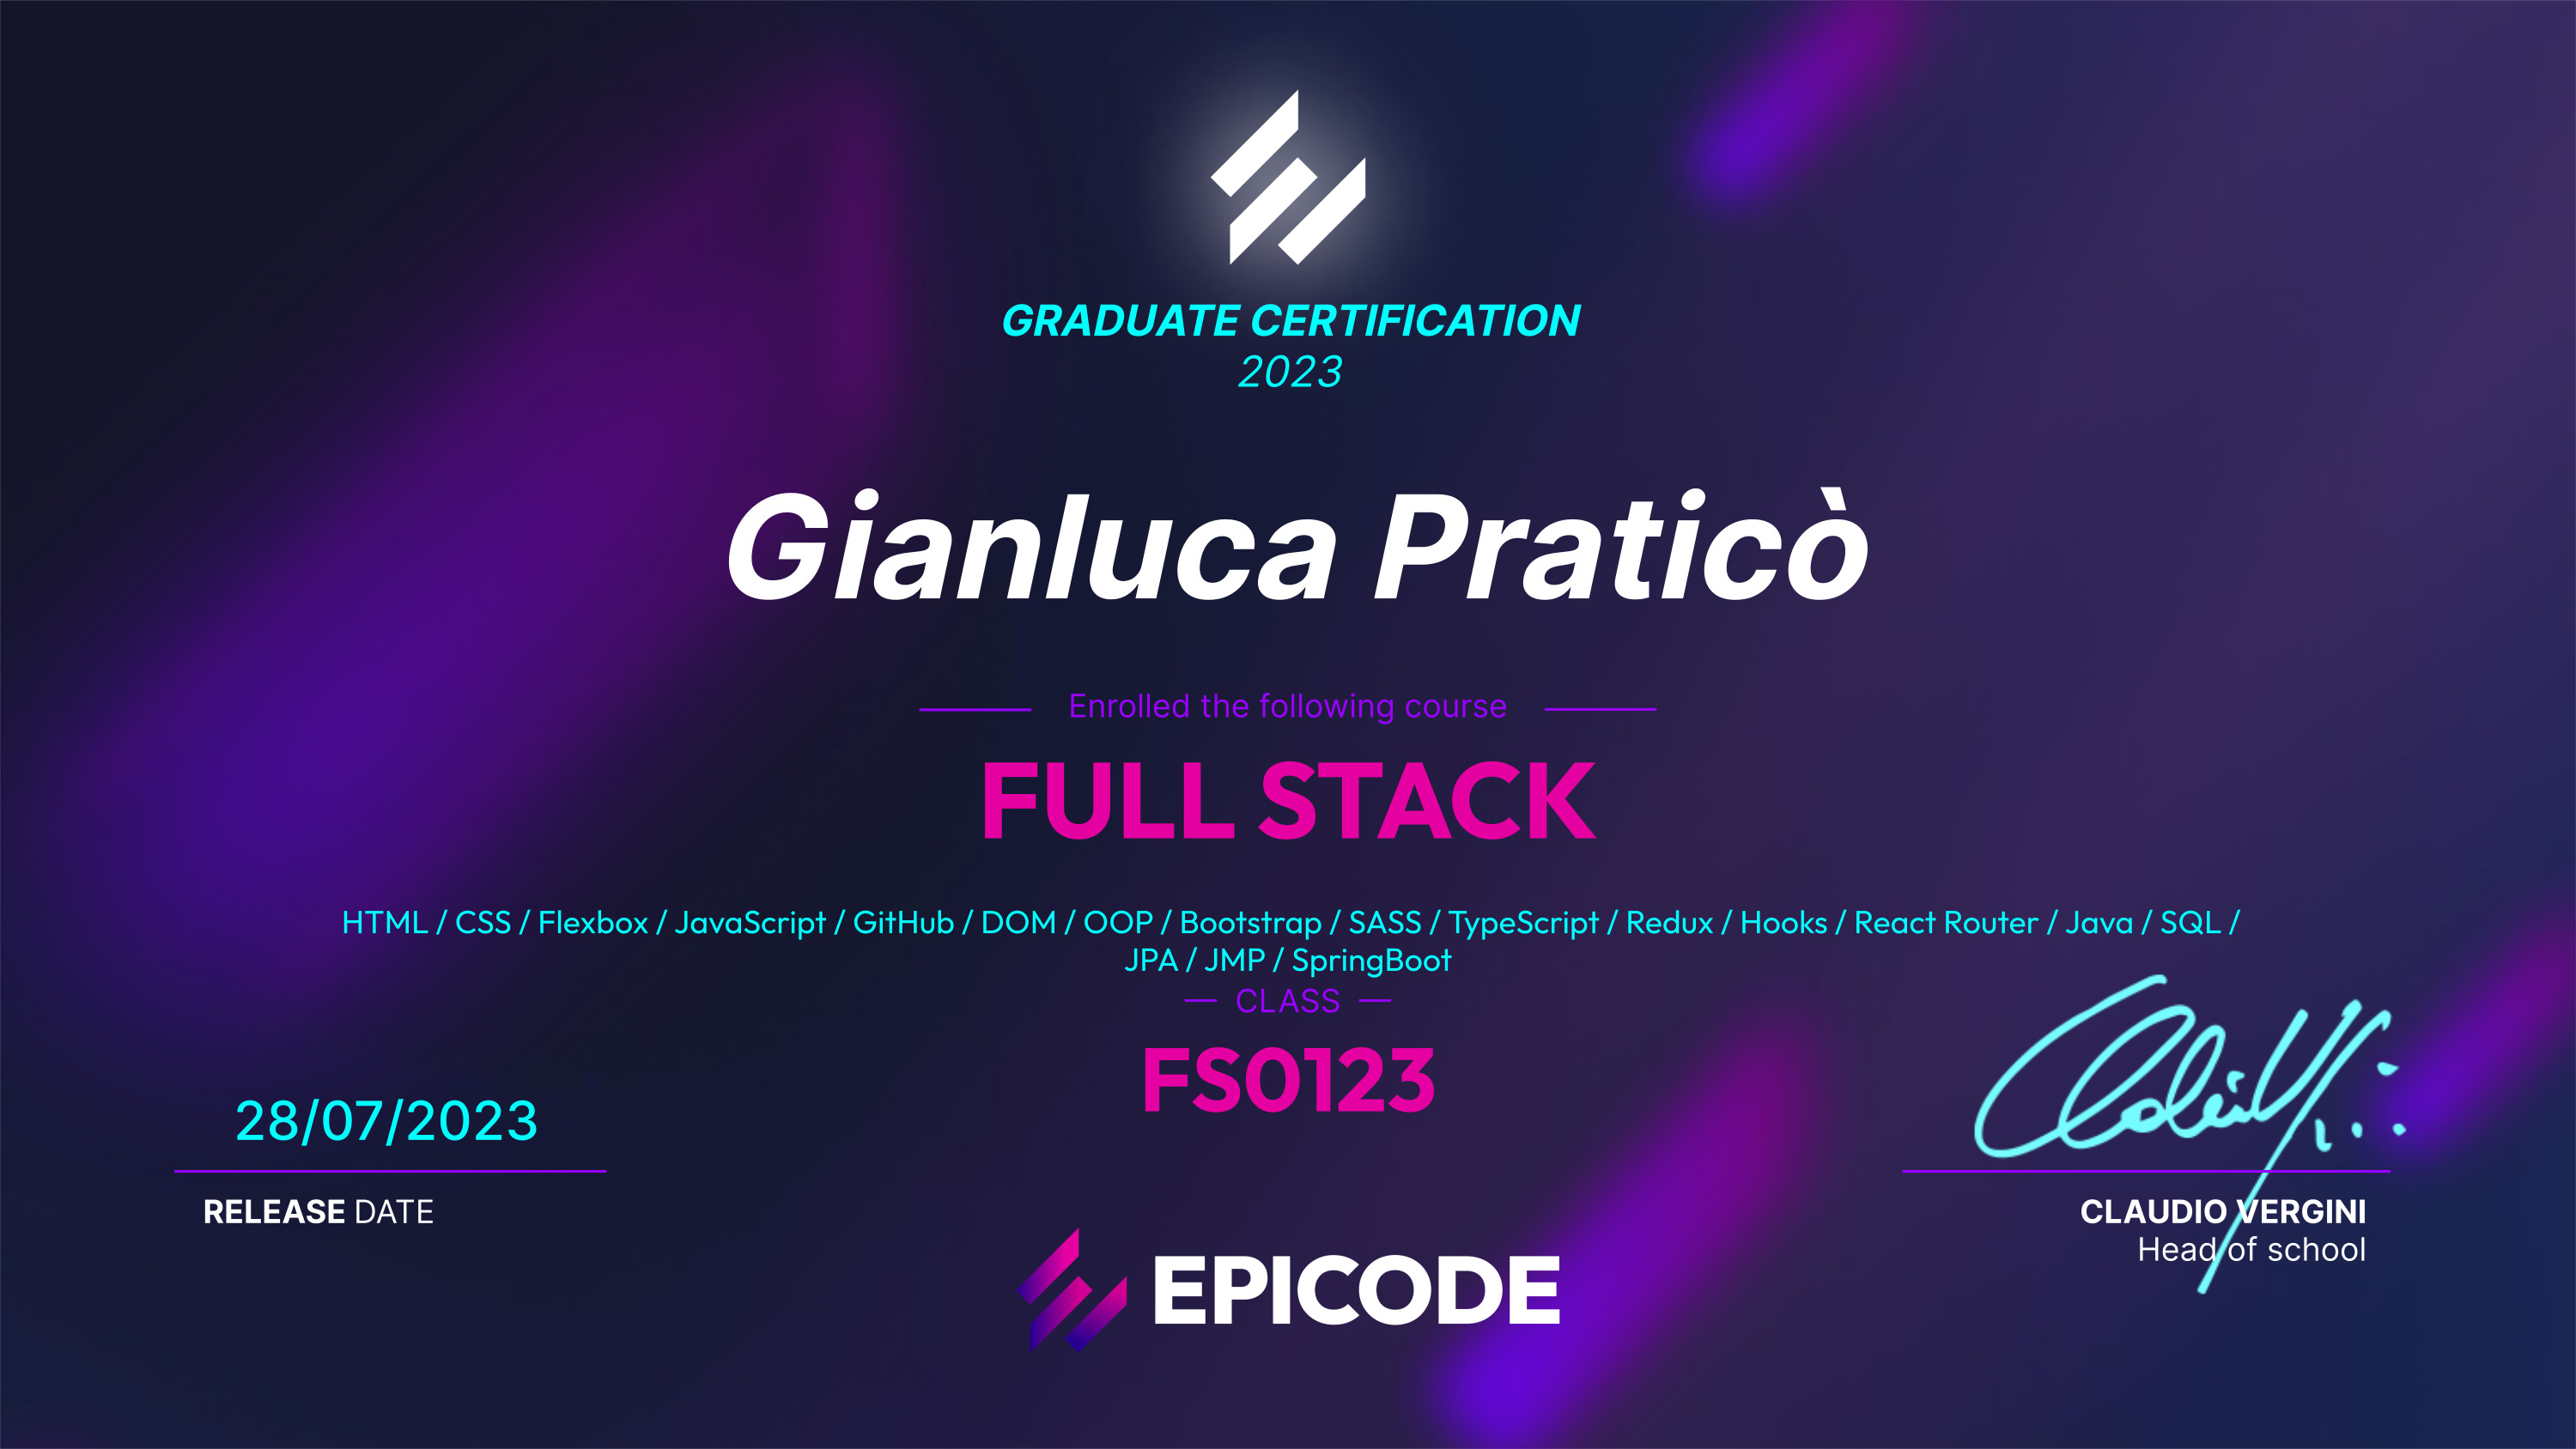 GRADUATE CERTIFICATION
2023
Gianluca Praticò
Enrolled the following course
FULL STACK
HTML / CSS / Flexbox / JavaScript / GitHub / DOM / OOP / Bootstrap / SASS / TypeScript / Redux / Hooks / React Router / Java / SQL /
JPA / JMP / SpringBoot
CLASS
FS0123
28/07/2023
RELEASE DATE
CLAUDIO VERGINI
Head of school
EPICODE